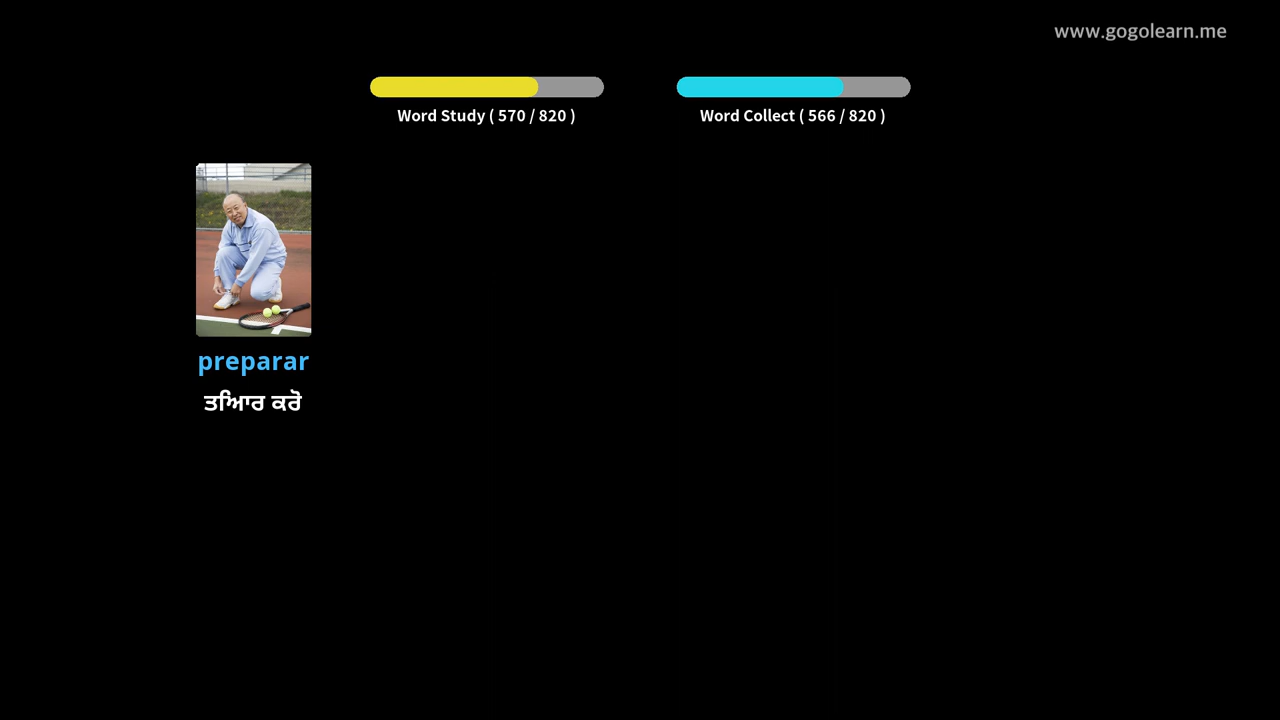 www.gogolearn.me
Word Study ( 570 / 820 )
Word Collect ( 566 / 820 )
preparar
ਤਿਆਰ ਕਰੋ